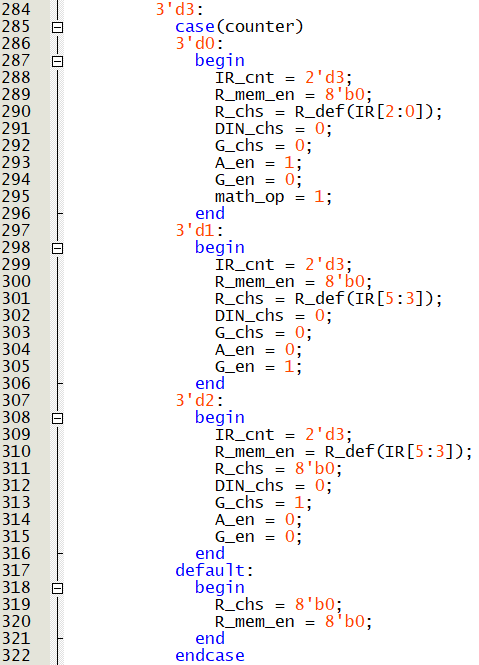 284 3'd3:
285 case(counter)
286 3'd0:
287 begin
288 IR_cnt = 2'd3;
289 R_mem_en = 8'b0;
290 R_chs = R_def(IR[2:0]);
291 DIN_chs = 0;
292 G_chs = 0;
293 A_en = 1;
294 G_en = 0;
295 math_op = 1;
296 end
297 3'd1:
298 begin
299 IR_cnt = 2'd3;
300 R_mem_en = 8'b0;
301 R_chs = R_def(IR[5:3]);
302 DIN_chs = 0;
303 G_chs = 0;
304 A_en = 0;
305 G_en = 1;
306 end
307 3'd2:
308 begin
309 IR_cnt = 2'd3;
310 R_mem_en = R_def(IR[5:3]);
311 R_chs = 8'b0;
312 DIN_chs = 0;
313 G_chs = 1;
314 A_en = 0;
315 G_en = 0;
316 end
317 default:
318 begin
319 R_chs = 8'b0;
320 R_mem_en = 8'b0;
321 end
322 endcase